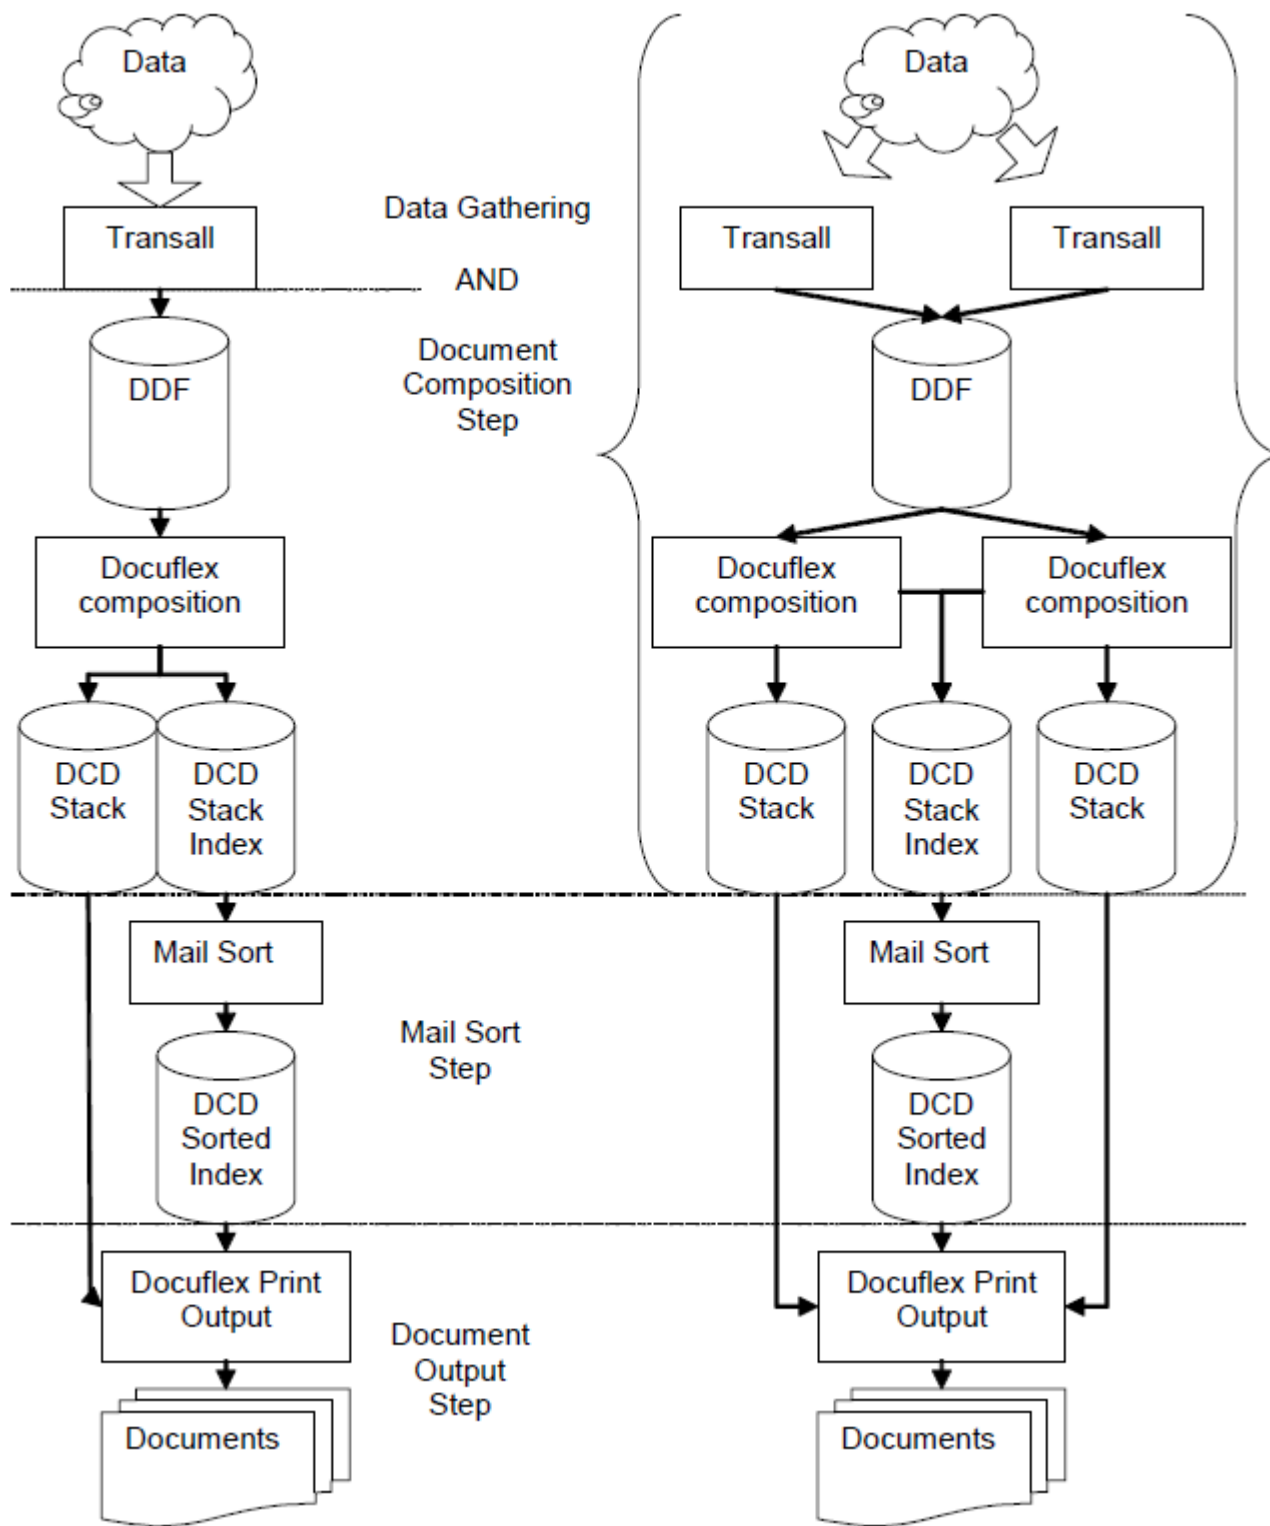 Data
Data
Transall
Data Gathering
Transall
Transall
AND
DDF
Document
Composition
Step
DDF
Docuflex
composition
Docuflex
composition
Docuflex
composition
DCD
Stack
DCD
Stack
Index
DCD
Stack
DCD
Stack
Index
DCD
Stack
Mail Sort
Mail Sort
Mail Sort
Step
DCD
Sorted
Index
DCD
Sorted
Index
Docuflex Print
Output
Docuflex Print
Output
Document
Output
Step
Documents
Documents